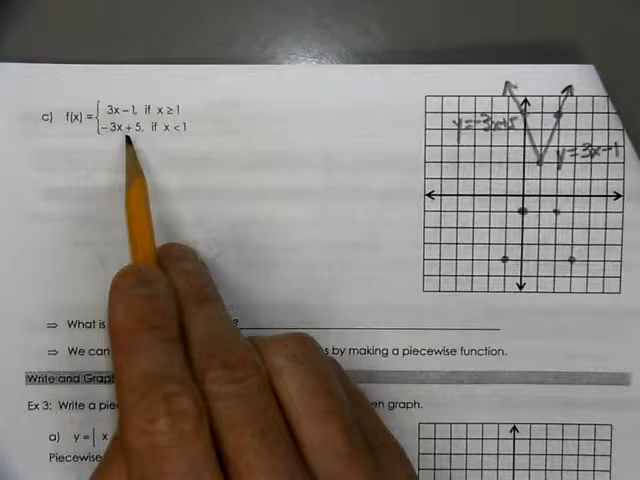 c) f(x) = { 3x – 1, if x ≥ 1
–3x + 5, if x < 1
y=-3x+5
y=3x-1
⇒ What is ?
⇒ We can s by making a piecewise function.
Write and Graph
Ex 3: Write a pie en graph.
a) y = | x
Piecewise